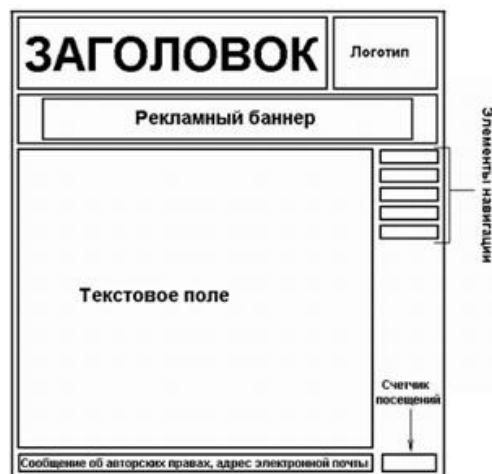 ЗАГОЛОВОК
Логотип
Рекламный баннер
Элементы навигации
Текстовое поле
Счетчик
посещений
Сообщение об авторских правах, адрес электронной почты